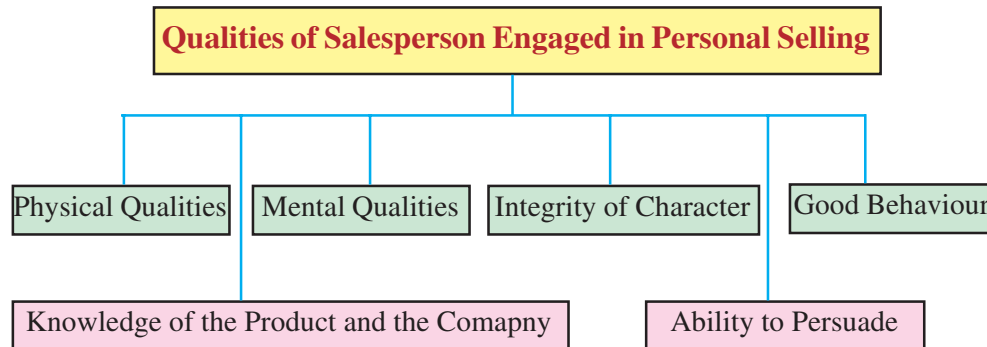 Qualities of Salesperson Engaged in Personal Selling
Physical Qualities
Mental Qualities
Integrity of Character
Good Behaviour
Knowledge of the Product and the Comapny
Ability to Persuade